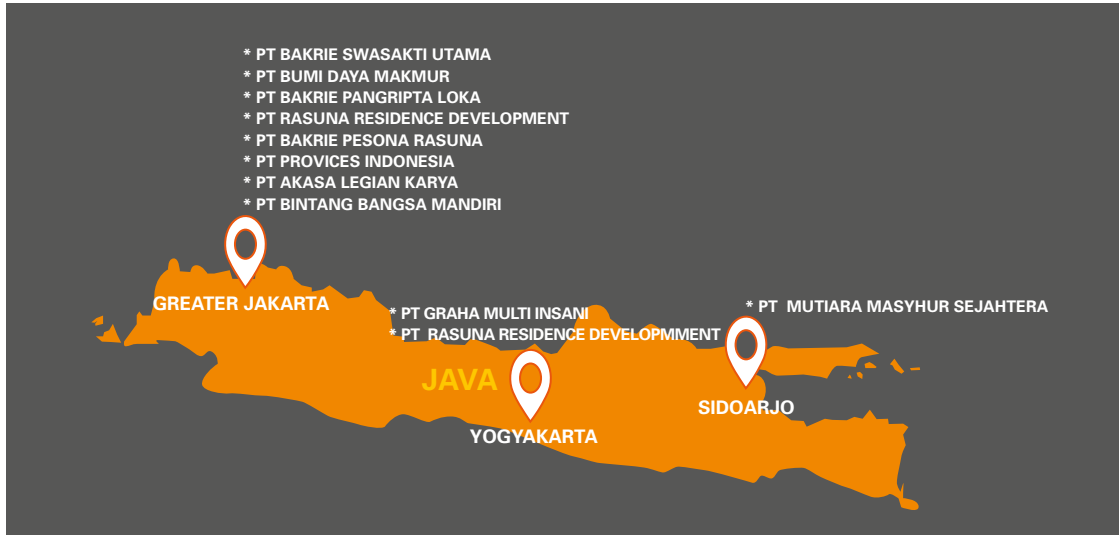 * PT BAKRIE SWASAKTI UTAMA
* PT BUMI DAYA MAKMUR
* PT BAKRIE PANGRIPTA LOKA
* PT RASUNA RESIDENCE DEVELOPMENT
* PT BAKRIE PESONA RASUNA
* PT PROVICES INDONESIA
* PT AKASA LEGIAN KARYA
* PT BINTANG BANGSA MANDIRI
GREATER JAKARTA
* PT GRAHA MULTI INSANI
* PT  RASUNA RESIDENCE DEVELOPMMENT
* PT  MUTIARA MASYHUR SEJAHTERA
JAVA
SIDOARJO
YOGYAKARTA